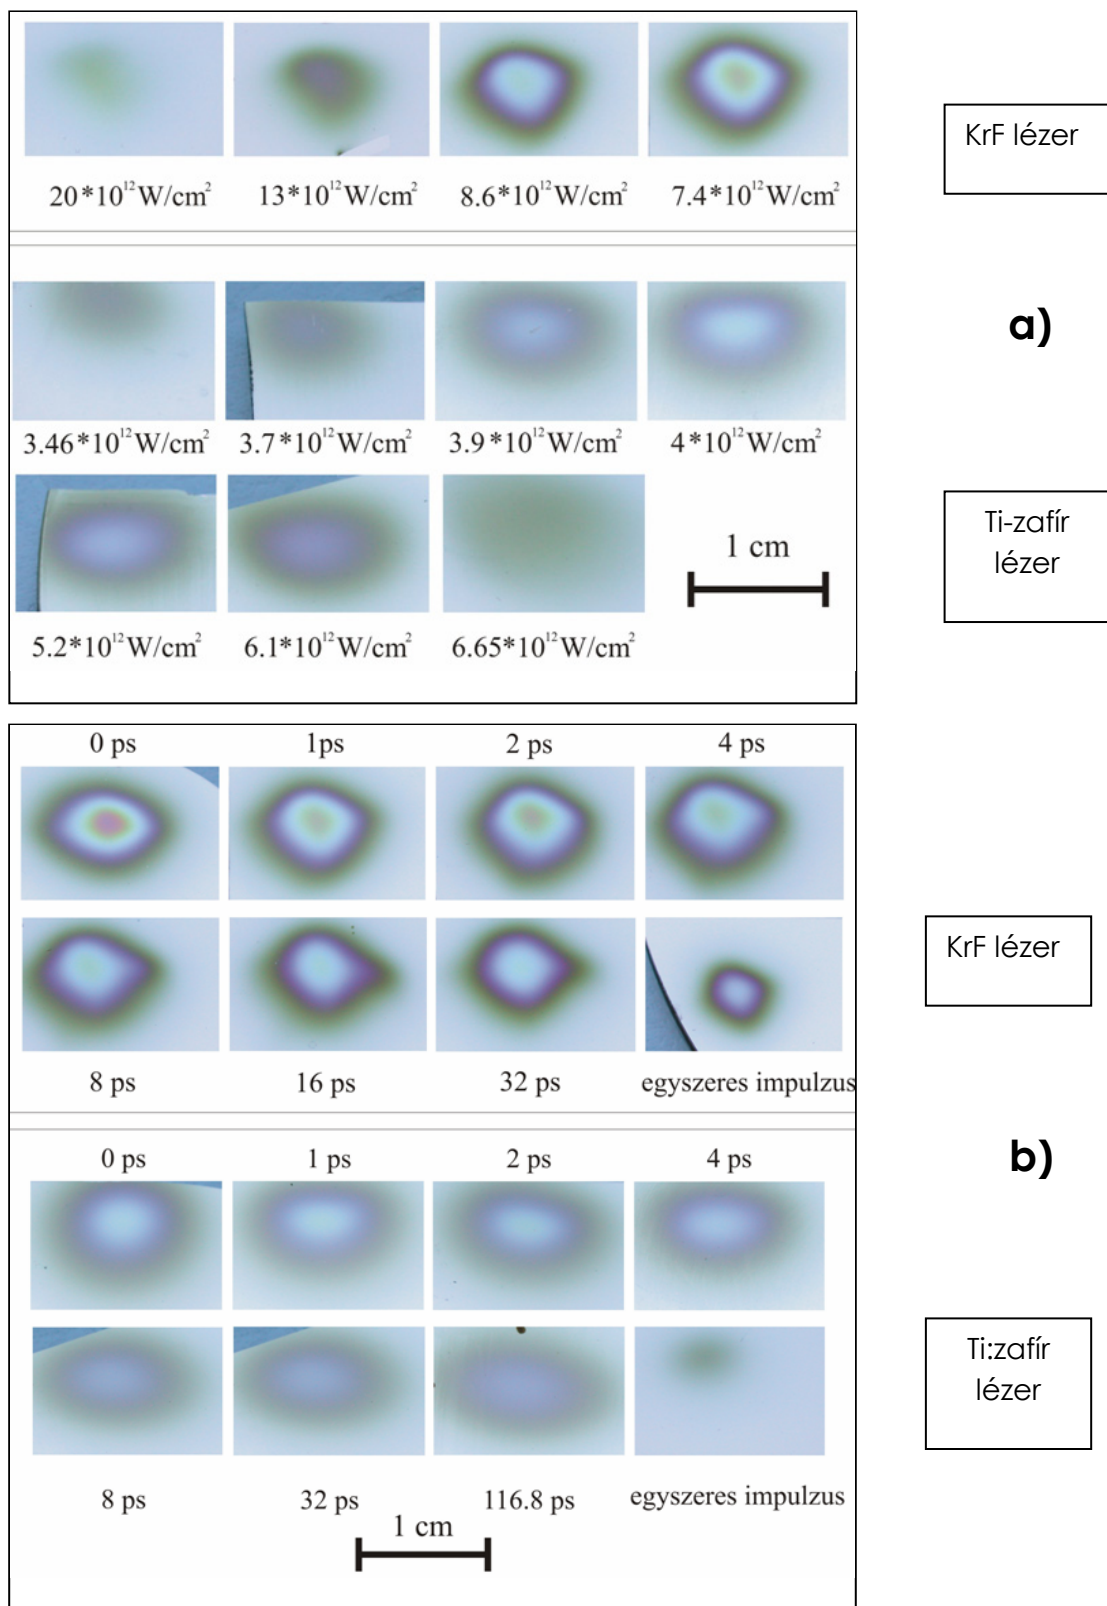 20*10¹²W/cm² 13*10¹²W/cm² 8.6*10¹²W/cm² 7.4*10¹²W/cm²
KrF lézer
a)
3.46*10¹²W/cm² 3.7*10¹²W/cm² 3.9*10¹²W/cm² 4*10¹²W/cm²
1 cm
5.2*10¹²W/cm² 6.1*10¹²W/cm² 6.65*10¹²W/cm²
Ti-zafír
lézer
0 ps 1ps 2 ps 4 ps
8 ps 16 ps 32 ps egyszeres impulzus
KrF lézer
b)
0 ps 1 ps 2 ps 4 ps
8 ps 32 ps 116.8 ps egyszeres impulzus
1 cm
Ti:zafír
lézer